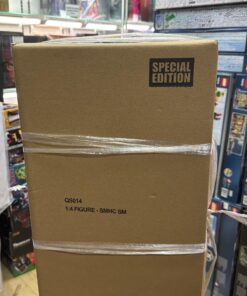 SPECIAL
EDITION
QS014
1:4 FIGURE - SMHC SM